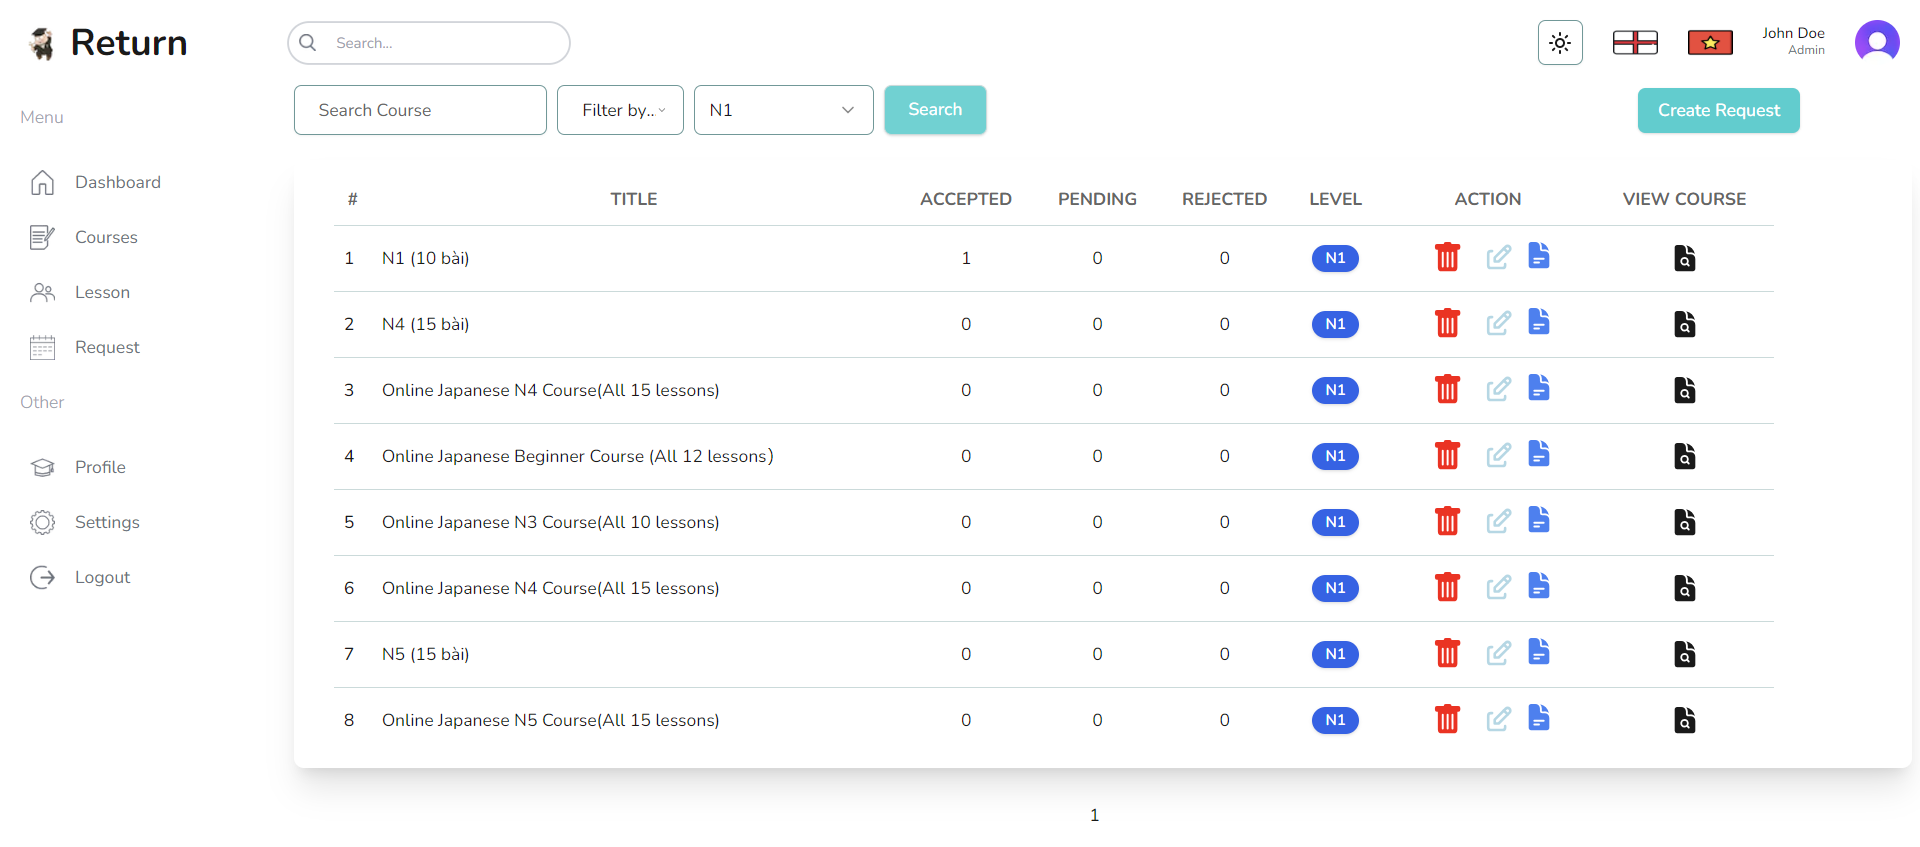 Return
Search...
John Doe
Admin
Menu
Dashboard
Courses
Lesson
Request
Other
Profile
Settings
Logout
Search Course
Filter by...
N1
Search
Create Request
# TITLE ACCEPTED PENDING REJECTED LEVEL ACTION VIEW COURSE
1 N1 (10 bài) 1 0 0 N1
2 N4 (15 bài) 0 0 0 N1
3 Online Japanese N4 Course(All 15 lessons) 0 0 0 N1
4 Online Japanese Beginner Course (All 12 lessons) 0 0 0 N1
5 Online Japanese N3 Course(All 10 lessons) 0 0 0 N1
6 Online Japanese N4 Course(All 15 lessons) 0 0 0 N1
7 N5 (15 bài) 0 0 0 N1
8 Online Japanese N5 Course(All 15 lessons) 0 0 0 N1
1